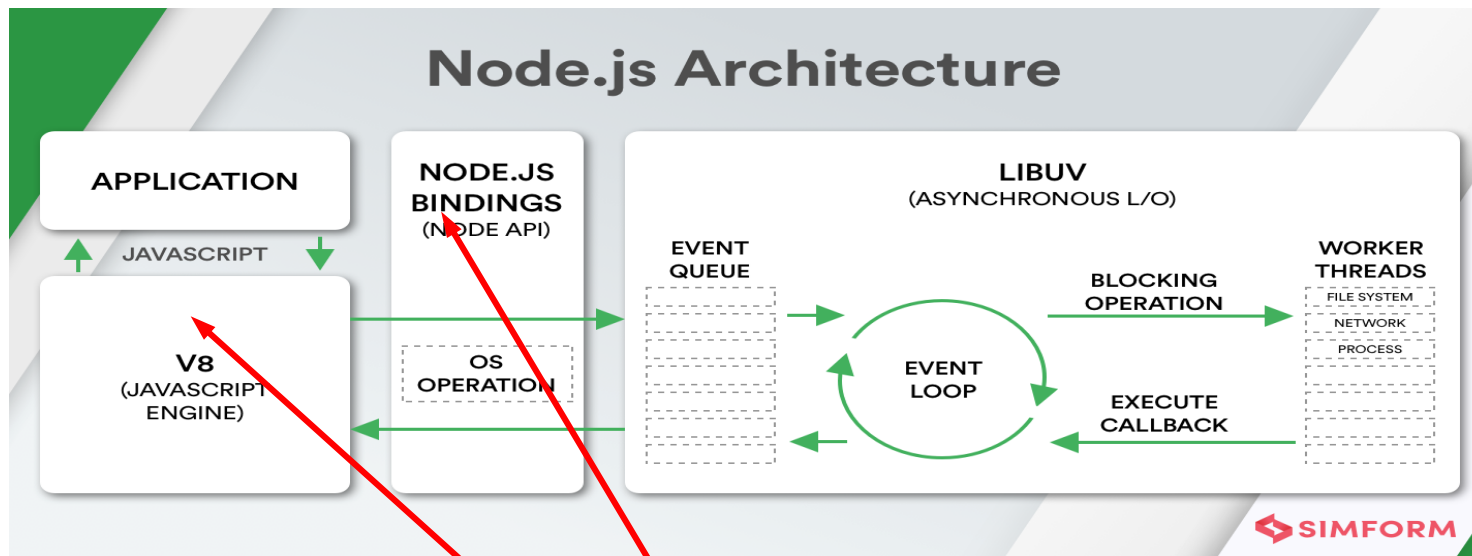 Node.js Architecture
APPLICATION
JAVASCRIPT
V8
(JAVASCRIPT
ENGINE)
NODE.JS
BINDINGS
(NODE API)
OS
OPERATION
LIBUV
(ASYNCHRONOUS L/O)
EVENT
QUEUE
EVENT
LOOP
BLOCKING
OPERATION
EXECUTE
CALLBACK
WORKER
THREADS
FILE SYSTEM
NETWORK
PROCESS
SIMFORM